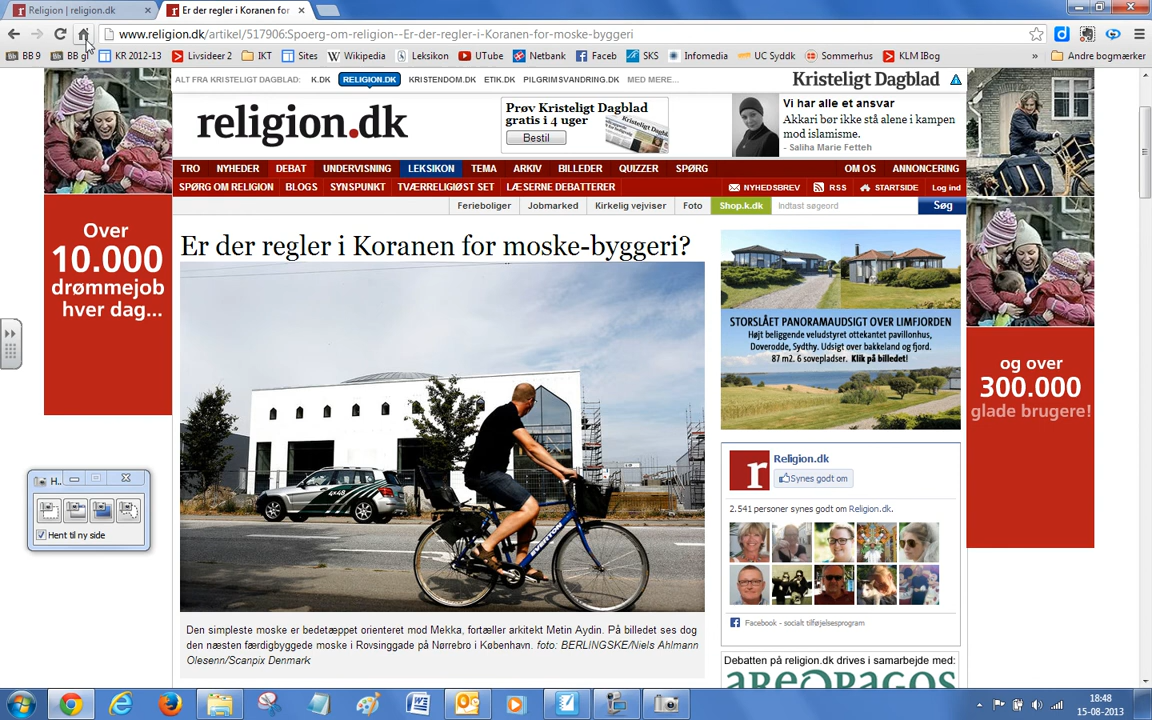 Religion | religion.dk
Er der regler i Koranen for
www.religion.dk/artikel/517906:Spoerg-om-religion--Er-der-regler-i-Koranen-for-moske-byggeri
BB 9
BB gl
KR 2012-13
Livsideer 2
IKT
Sites
Wikipedia
Leksikon
UTube
Netbank
Faceb
SKS
Infomedia
UC Syddk
Sommerhus
KLM IBog
»
Andre bogmærker
ALT FRA KRISTELIGT DAGBLAD: K.DK RELIGION.DK KRISTENDOM.DK ETIK.DK PILGRIMSVANDRING.DK MED MERE...
Kristeligt Dagblad
religion.dk
Prøv Kristeligt Dagblad
gratis i 4 uger
Bestil
Kristeligt Dagbl
Vi har alle et ansvar
Akkari bør ikke stå alene i kampen
mod islamisme.
- Saliha Marie Fetteh
TRO NYHEDER DEBAT UNDERVISNING LEKSIKON TEMA ARKIV BILLEDER QUIZZER SPØRG OM OS ANNONCERING
SPØRG OM RELIGION BLOGS SYNSPUNKT TVÆRRELIGIØST SET LÆSERNE DEBATTERER NYHEDSBREV RSS STARTSIDE Log ind
Ferieboliger Jobmarked Kirkelig vejviser Foto Shop.k.dk Indtast søgeord Søg
Over
10.000
drømmejob
hver dag...
Er der regler i Koranen for moske-byggeri?
4x48
EVERTON
Den simpleste moske er bedetæppet orienteret mod Mekka, fortæller arkitekt Metin Aydin. På billedet ses dog
den næsten færdigbyggede moske i Rovsinggade på Nørrebro i København. foto: BERLINGSKE/Niels Ahlmann
Olesenn/Scanpix Denmark
STORSLÅET PANORAMAUDSIGT OVER LIMFJORDEN
Højt beliggende veludstyret ottekantet pavillonhus,
Doverodde, Sydthy. Udsigt over bakkeland og fjord.
87 m2. 6 sovepladser. Klik på billedet!
r
Religion.dk
Synes godt om
2.541 personer synes godt om Religion.dk.
Facebook - socialt tilføjelsesprogram
Debatten på religion.dk drives i samarbejde med:
AREOPAGOS
og over
300.000
glade brugere!
H..
Hent til ny side
18:48
15-08-2013